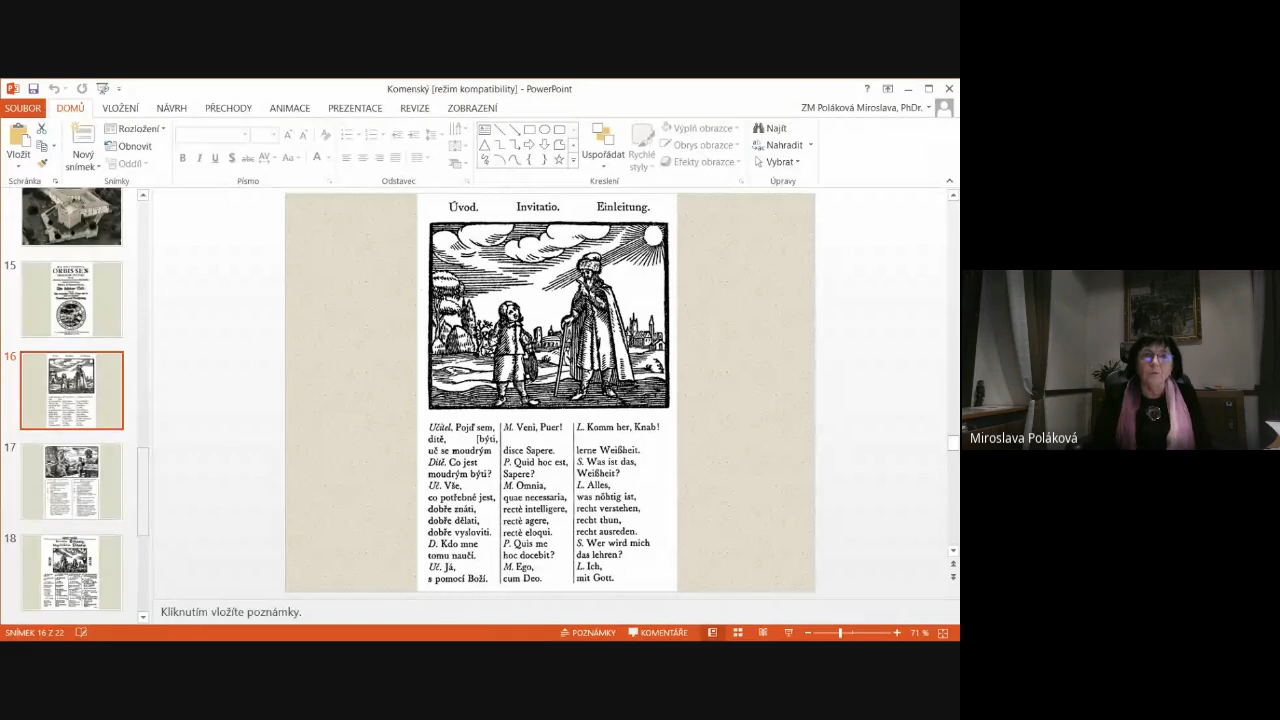 Komenský [režim kompatibility] - PowerPoint
SOUBOR DOMŮ VLOŽENÍ NÁVRH PŘECHODY ANIMACE PREZENTACE REVIZE ZOBRAZENÍ ZM Poláková Miroslava, PhDr.
Vložit
Nový snímek
Rozložení
Obnovit
Oddíl
Uspořádat
Rychlé styly
Výplň obrazce
Obrys obrazce
Efekty obrazce
Najít
Nahradit
Vybrat
Schránka Snímky Písmo Odstavec Kreslení Úpravy
15
16
17
18
Úvod. Invitatio. Einleitung.
Učitel. Pojď sem, M. Veni, Puer! L. Komm her, Knab!
dítě, [býti,
uč se moudrým disce Sapere. lerne Weißheit.
Dítě. Co jest P. Quid hoc est, S. Was ist das,
moudrým býti? Sapere? Weißheit?
Uč. Vše, M. Omnia, L. Alles,
co potřebné jest, quae necessaria, was nöhtig ist,
dobře znáti, rectè intelligere, recht verstehen,
dobře dělati, rectè agere, recht thun,
dobře vysloviti. rectè eloqui. recht ausreden.
D. Kdo mne P. Quis me S. Wer wird mich
tomu naučí. hoc docebit? das lehren?
Uč. Já, M. Ego, L. Ich,
s pomocí Boží. cum Deo. mit Gott.
Kliknutím vložíte poznámky.
SNÍMEK 16 Z 22 POZNÁMKY KOMENTÁŘE 71 %
Miroslava Poláková